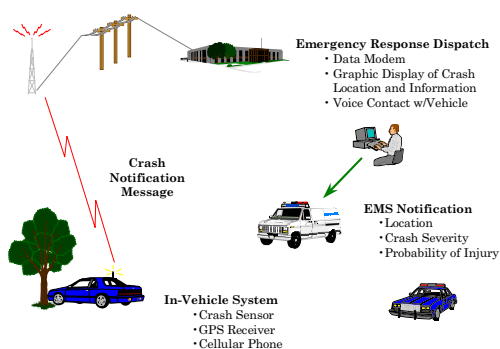 Emergency Response Dispatch
• Data Modem
• Graphic Display of Crash
Location and Information
• Voice Contact w/Vehicle
Crash
Notification
Message
EMS Notification
•Location
•Crash Severity
•Probability of Injury
In-Vehicle System
•Crash Sensor
•GPS Receiver
•Cellular Phone